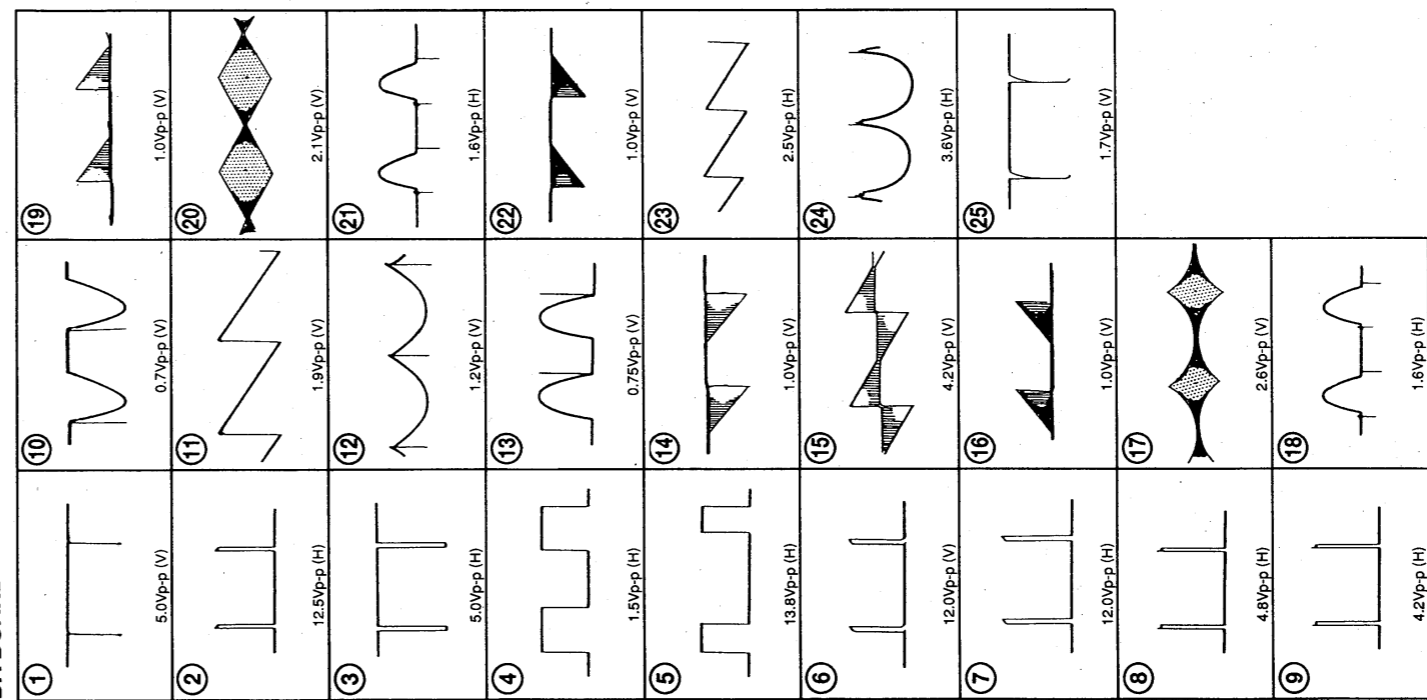 ①
5.0Vp-p (V)
②
12.5Vp-p (H)
③
5.0Vp-p (H)
④
1.5Vp-p (H)
⑤
13.8Vp-p (H)
⑥
12.0Vp-p (V)
⑦
12.0Vp-p (H)
⑧
4.8Vp-p (H)
⑨
4.2Vp-p (H)
⑩
0.7Vp-p (V)
⑪
1.9Vp-p (V)
⑫
1.2Vp-p (V)
⑬
0.75Vp-p (V)
⑭
1.0Vp-p (V)
⑮
4.2Vp-p (V)
⑯
1.0Vp-p (V)
⑰
2.6Vp-p (V)
⑱
1.6Vp-p (H)
⑲
1.0Vp-p (V)
⑳
2.1Vp-p (V)
㉑
1.6Vp-p (H)
㉒
1.0Vp-p (V)
㉓
2.5Vp-p (H)
㉔
3.6Vp-p (H)
㉕
1.7Vp-p (V)